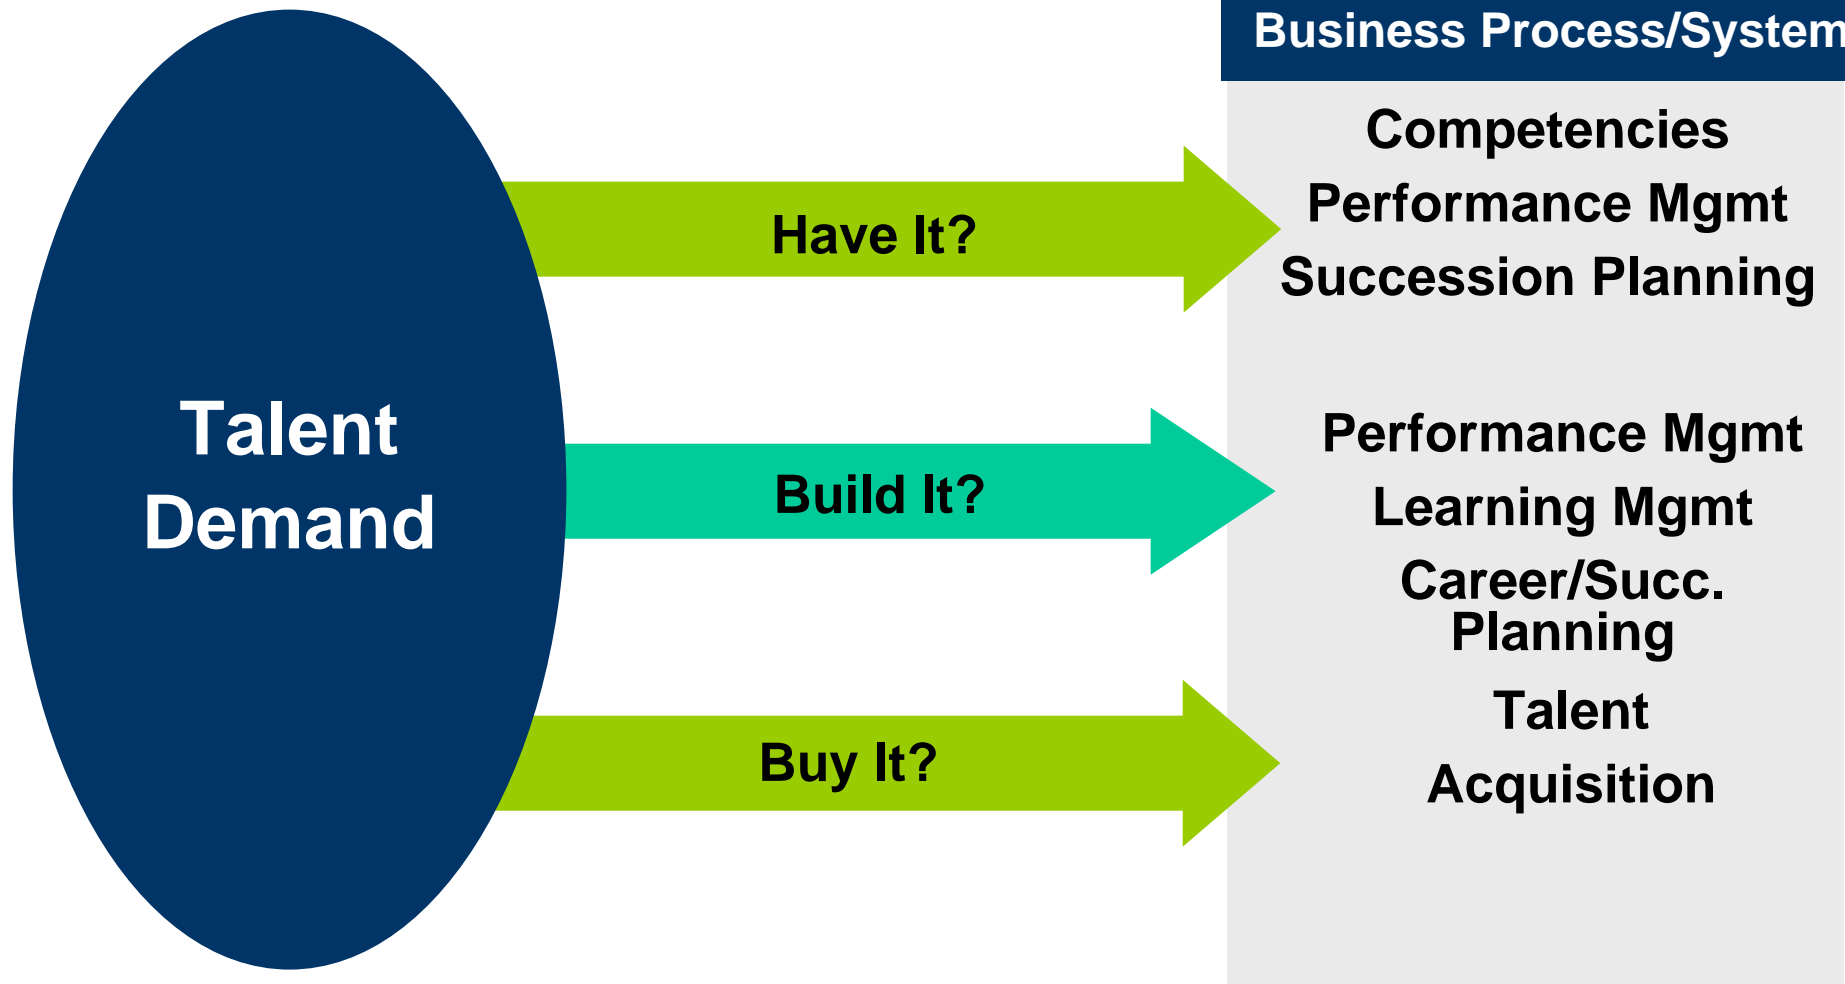 Business Process/System
Competencies
Performance Mgmt
Succession Planning
Have It?
Talent
Demand
Build It?
Performance Mgmt
Learning Mgmt
Career/Succ.
Planning
Buy It?
Talent
Acquisition